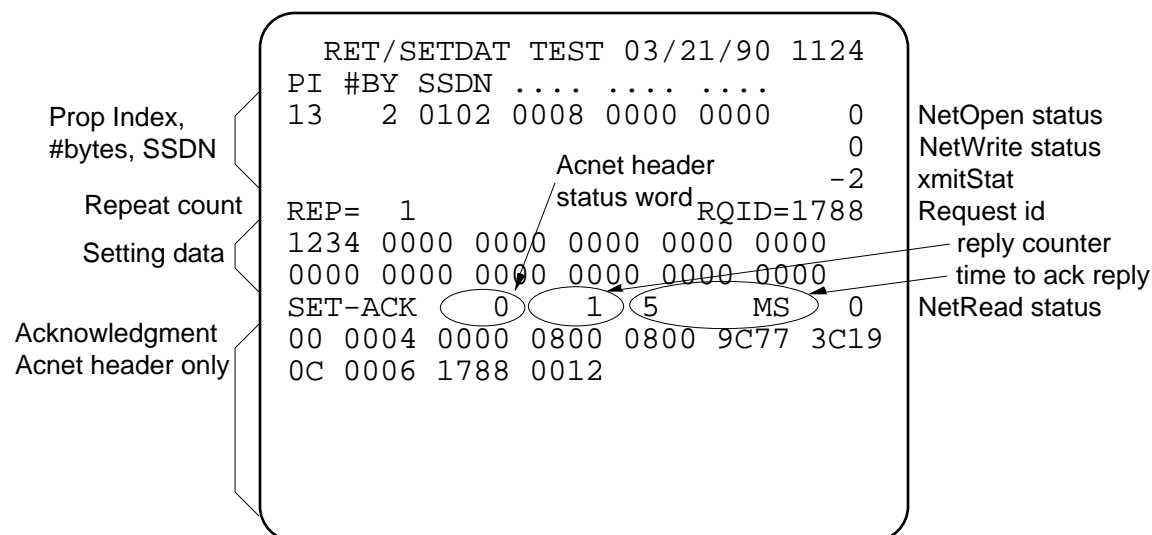 RET/SETDAT TEST 03/21/90 1124
PI #BY SSDN .... .... ....
Prop Index,
#bytes, SSDN
13 2 0102 0008 0000 0000 0 NetOpen status
0 NetWrite status
Acnet header
status word
-2 xmitStat
Repeat count REP= 1 RQID=1788 Request id
Setting data
1234 0000 0000 0000 0000 0000
reply counter
0000 0000 0000 0000 0000 0000
time to ack reply
SET-ACK 0 1 5 MS 0 NetRead status
Acknowledgment
Acnet header only
00 0004 0000 0800 0800 9C77 3C19
0C 0006 1788 0012